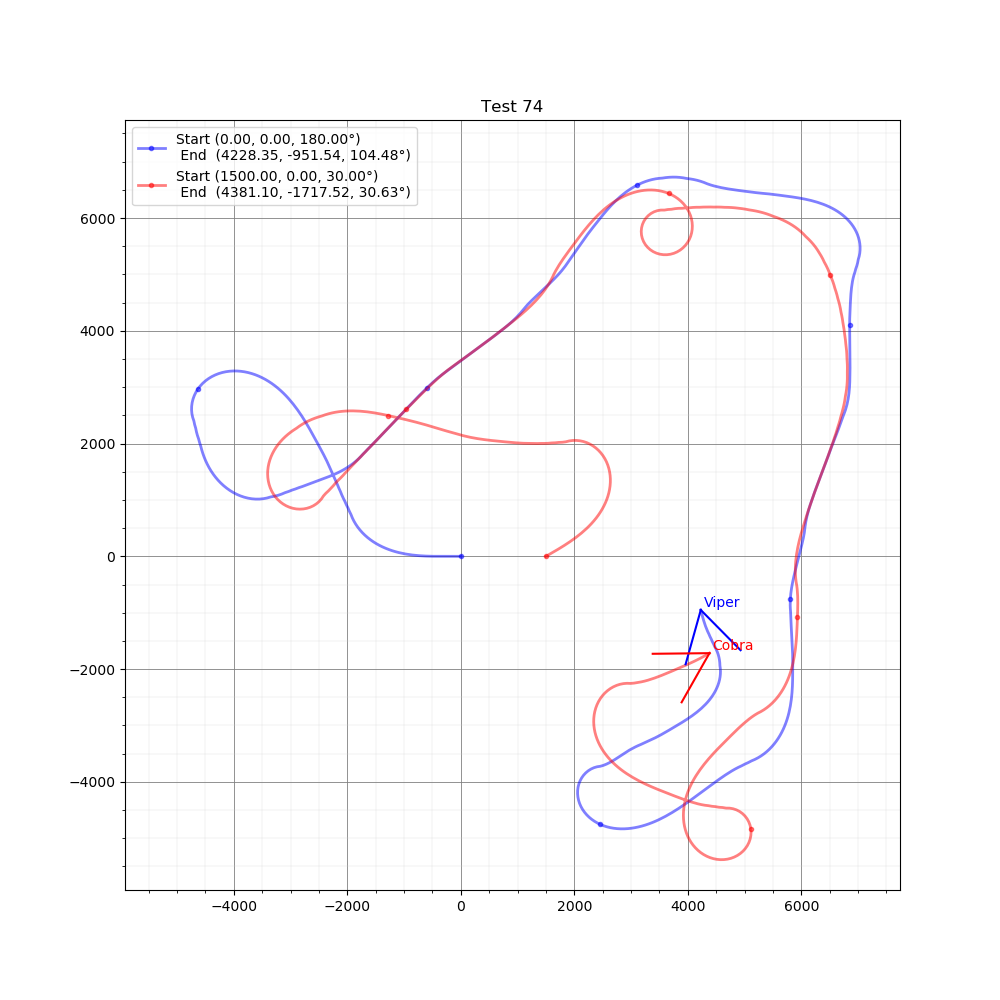 Test 74
Start (0.00, 0.00, 180.00°)
End (4228.35, -951.54, 104.48°)
Start (1500.00, 0.00, 30.00°)
End (4381.10, -1717.52, 30.63°)
6000
4000
2000
0
−2000
−4000
Viper
Cobra
−4000 −2000 0 2000 4000 6000